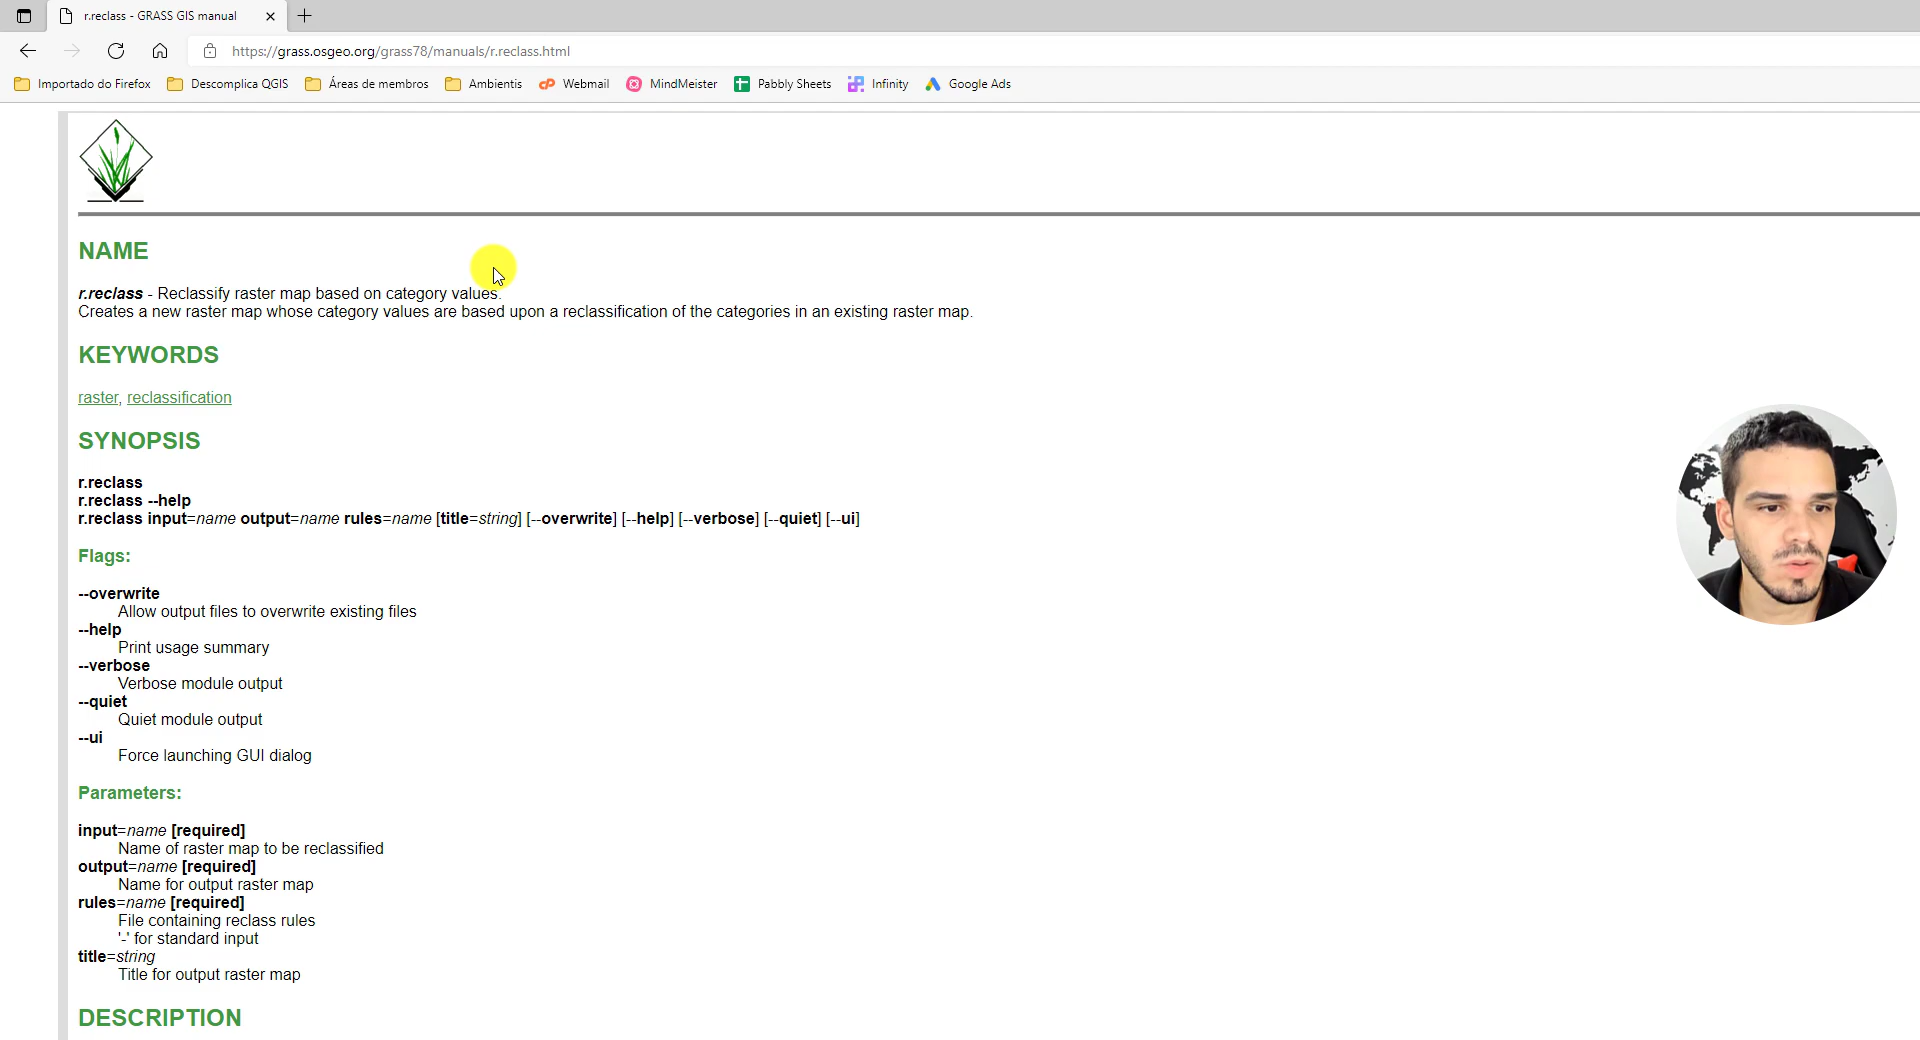 r.reclass - GRASS GIS manual
https://grass.osgeo.org/grass78/manuals/r.reclass.html
Importado do Firefox Descomplica QGIS Áreas de membros Ambientis Webmail MindMeister Pabbly Sheets Infinity Google Ads
NAME
r.reclass - Reclassify raster map based on category values.
Creates a new raster map whose category values are based upon a reclassification of the categories in an existing raster map.
KEYWORDS
raster, reclassification
SYNOPSIS
r.reclass
r.reclass --help
r.reclass input=name output=name rules=name [title=string] [--overwrite] [--help] [--verbose] [--quiet] [--ui]
Flags:
--overwrite
Allow output files to overwrite existing files
--help
Print usage summary
--verbose
Verbose module output
--quiet
Quiet module output
--ui
Force launching GUI dialog
Parameters:
input=name [required]
Name of raster map to be reclassified
output=name [required]
Name for output raster map
rules=name [required]
File containing reclass rules
'-' for standard input
title=string
Title for output raster map
DESCRIPTION